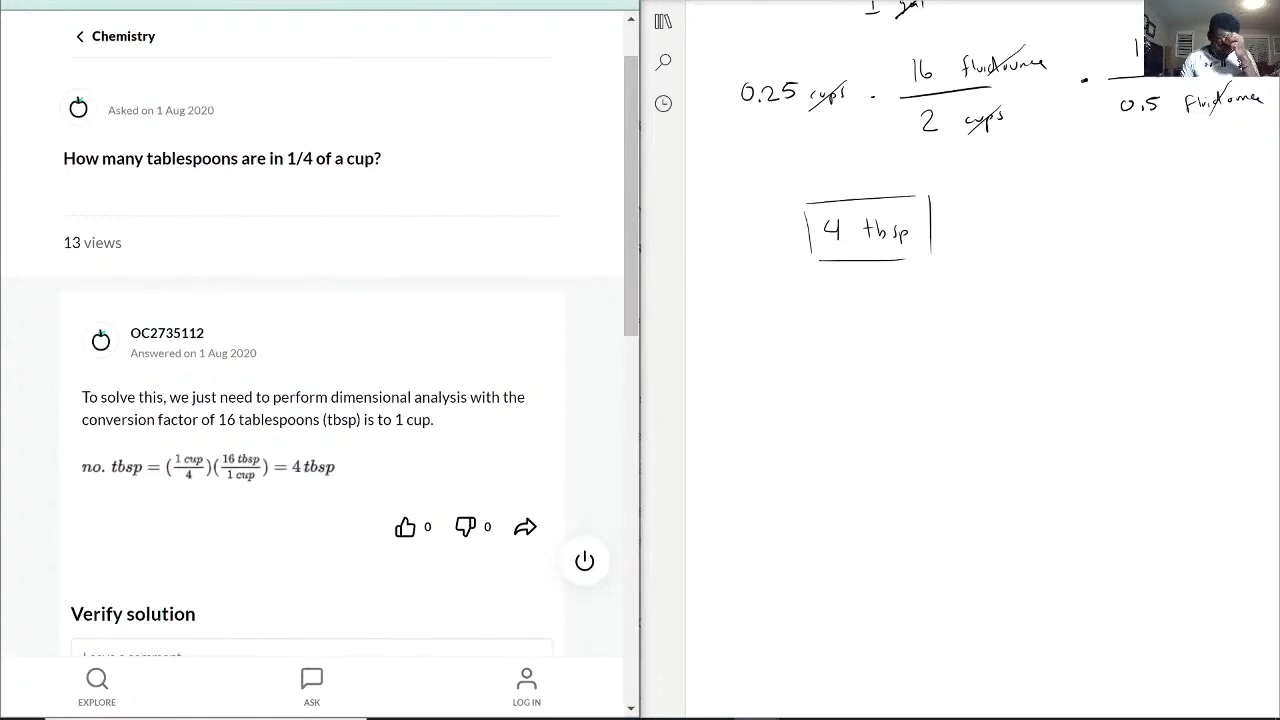 Chemistry
Asked on 1 Aug 2020
How many tablespoons are in 1/4 of a cup?
13 views
OC2735112
Answered on 1 Aug 2020
To solve this, we just need to perform dimensional analysis with the
conversion factor of 16 tablespoons (tbsp) is to 1 cup.
no. tbsp = (1 cup/4)(16 tbsp/1 cup) = 4 tbsp
0 0
Verify solution
EXPLORE ASK LOG IN
1 gal
0.25 cups · 16 fluid ounce / 2 cups · 1 / 0.5 fluid ounce
4 tbsp